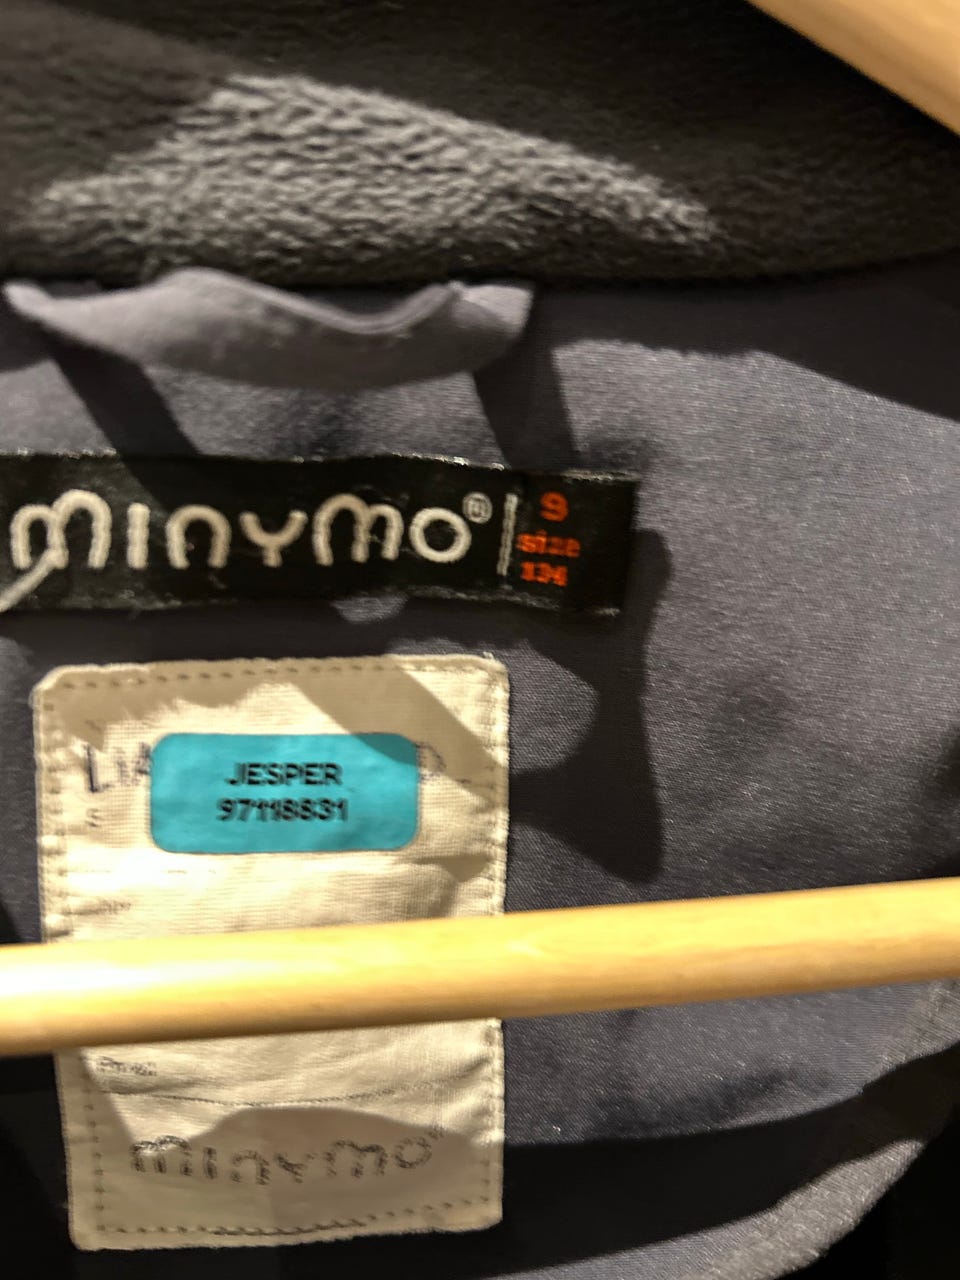 minymo®
9
size
134
JESPER
97118831
minymo